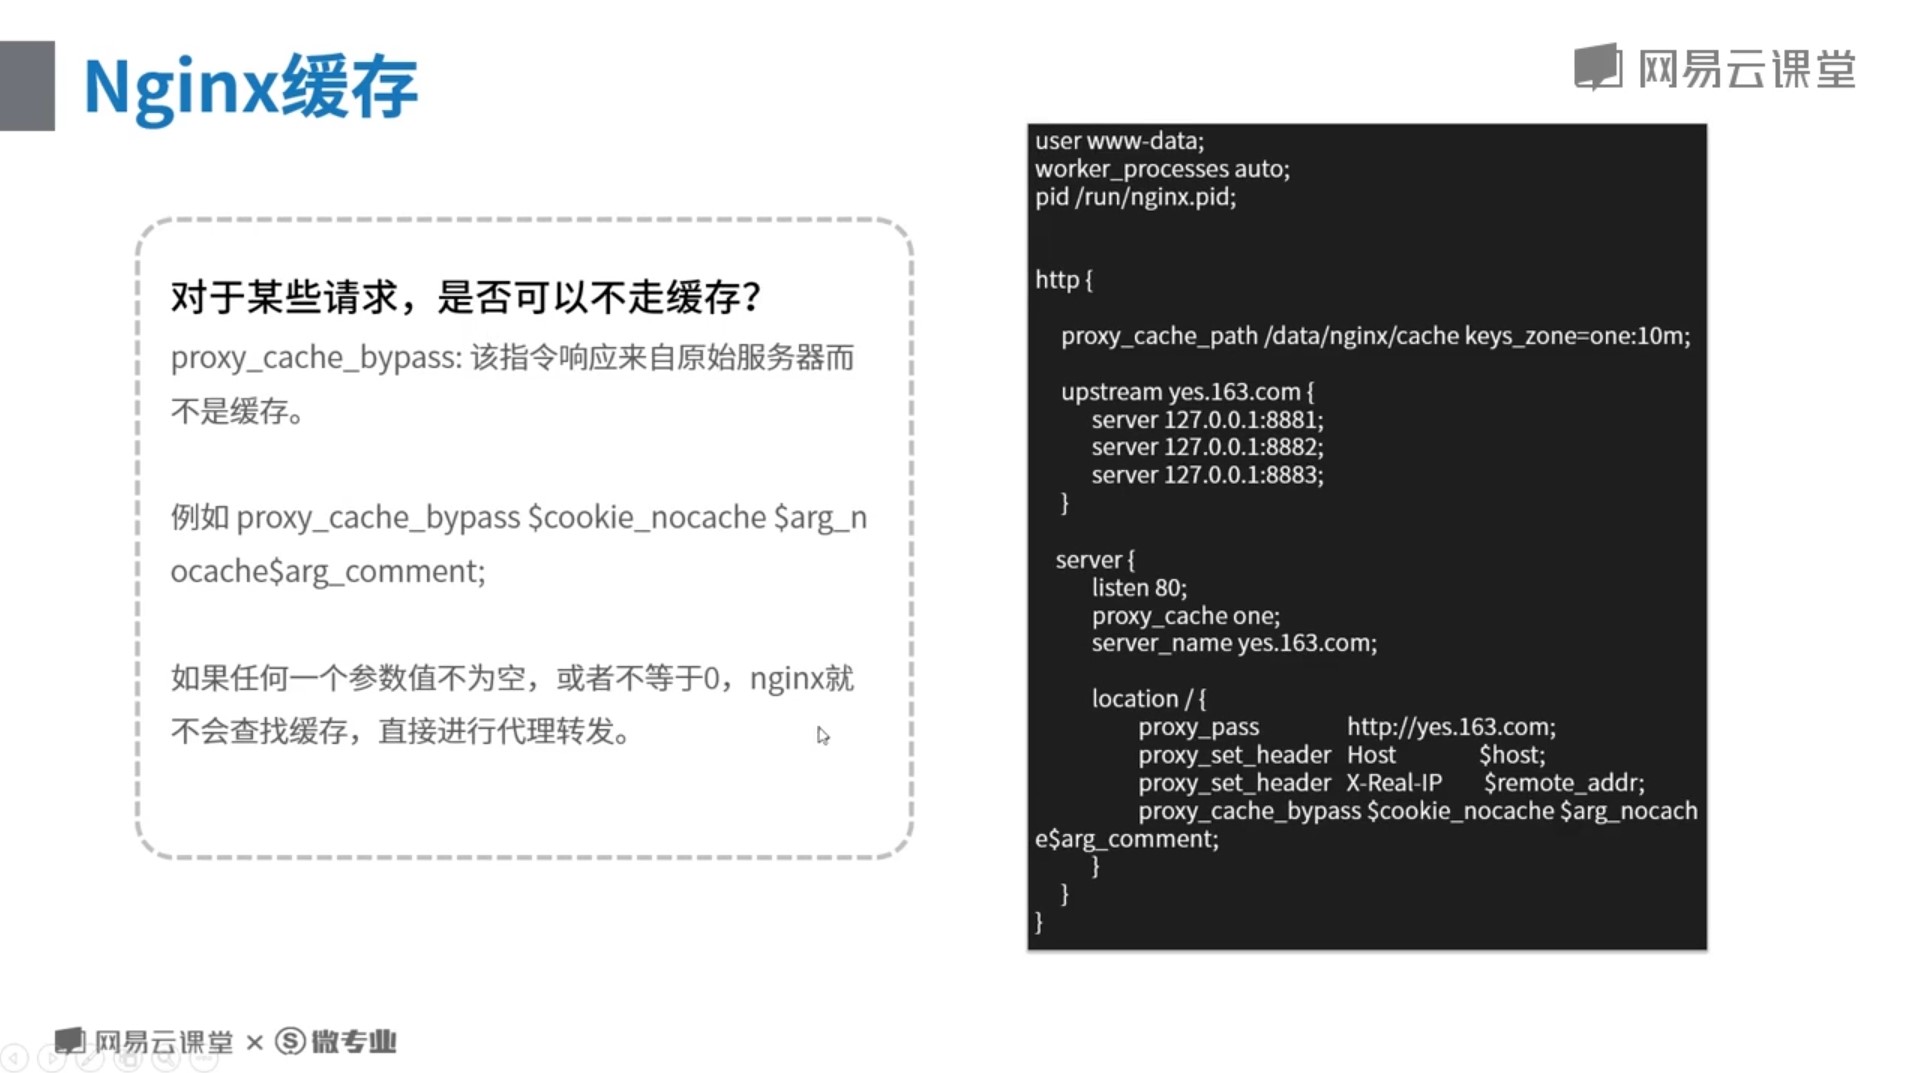 Nginx缓存
网易云课堂
对于某些请求，是否可以不走缓存？
proxy_cache_bypass: 该指令响应来自原始服务器而
不是缓存。
例如 proxy_cache_bypass $cookie_nocache $arg_n
ocache$arg_comment;
如果任何一个参数值不为空，或者不等于0，nginx就
不会查找缓存，直接进行代理转发。
user www-data;
worker_processes auto;
pid /run/nginx.pid;
http {
proxy_cache_path /data/nginx/cache keys_zone=one:10m;
upstream yes.163.com {
server 127.0.0.1:8881;
server 127.0.0.1:8882;
server 127.0.0.1:8883;
}
server {
listen 80;
proxy_cache one;
server_name yes.163.com;
location / {
proxy_pass http://yes.163.com;
proxy_set_header Host $host;
proxy_set_header X-Real-IP $remote_addr;
proxy_cache_bypass $cookie_nocache $arg_nocach
e$arg_comment;
}
}
}
网易云课堂 × 微专业